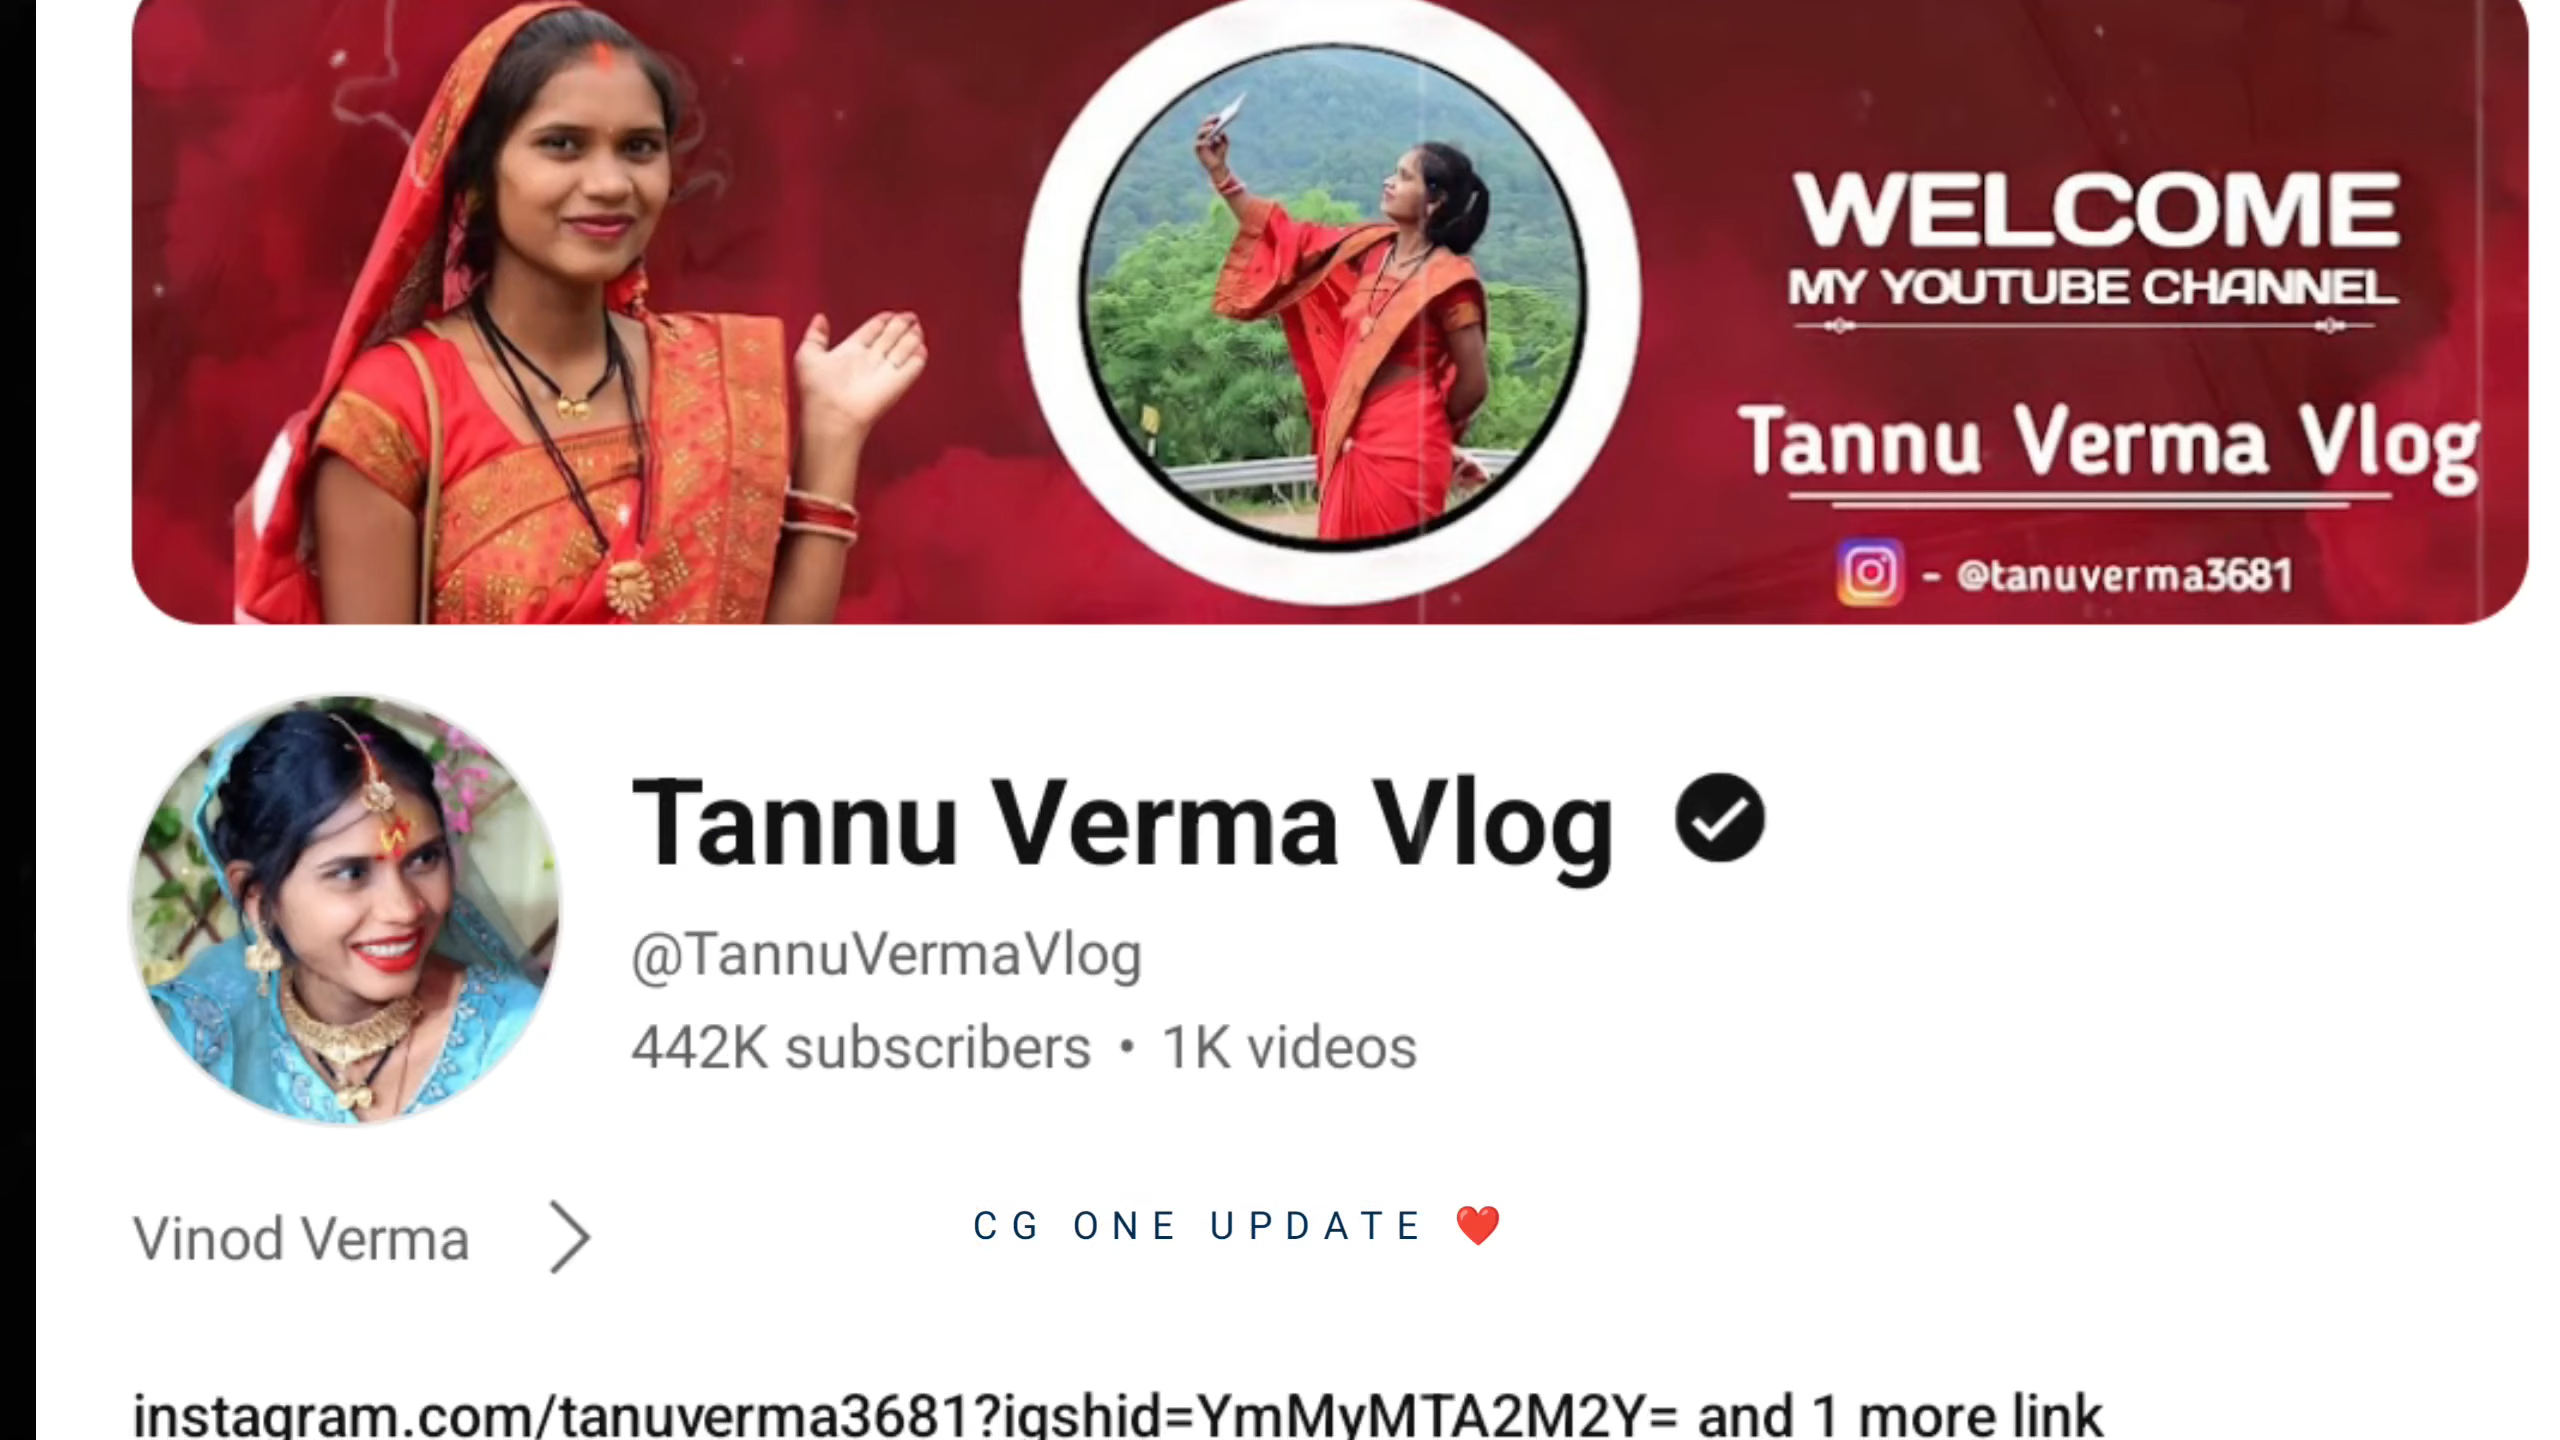 WELCOME
MY YOUTUBE CHANNEL
Tannu Verma Vlog
- @tanuverma3681
Tannu Verma Vlog
@TannuVermaVlog
442K subscribers • 1K videos
Vinod Verma
CG ONE UPDATE ❤️
instagram.com/tanuverma3681?igshid=YmMyMTA2M2Y= and 1 more link